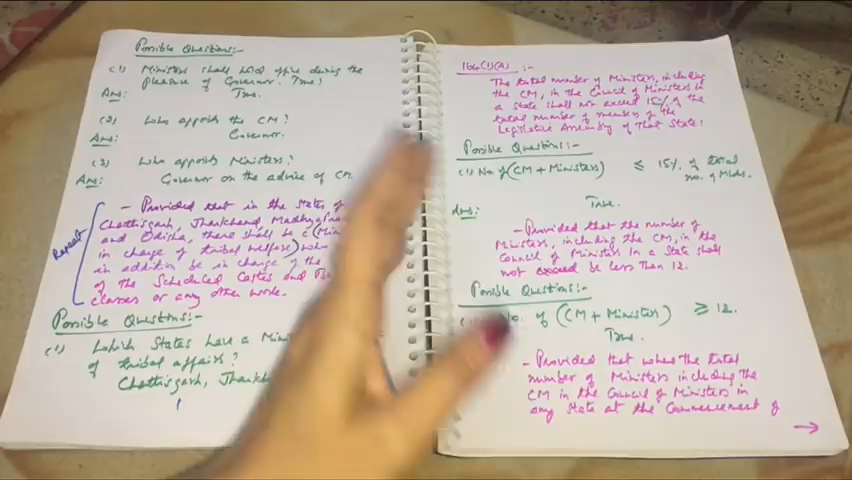 Possible Questions:-
(1) Ministers shall hold office during the
pleasure of Governor. True?
Ans: True.
(2) Who appoints the CM?
Ans: Governor.
(3) Who appoints Ministers?
Ans: Governor on the advice of CM
- Provided that in the States of
Chattisgarh, Jharkhand, Madhya
and Odisha, there shall be a (Min
in charge of tribal welfare) who
in addition be in charge of the
of the Scheduled Castes and
classes or any other work.
Repeat
Possible Questions:-
(1) Which States have a
of tribal affairs?
Chattisgarh, Jharkh
164(1)(A) :-
The total number of Ministers, including
the CM, in the Council of Ministers in
a state shall not exceed 15% of the
total number of members of the
Legislative Assembly of that State.
Possible Questions:-
(1) No of (CM + Ministers) ≤ 15% of total
no. of MLAs.
Ans: True.
- Provided that the number of
Ministers, including the CM, in the
Council of Ministers in a State shall
not be less than 12.
Possible Questions:-
of (CM + Ministers) ≥ 12.
True.
- Provided that where the total
number of Ministers including the
CM in the Council of Ministers in
any State at the Commencement of
→